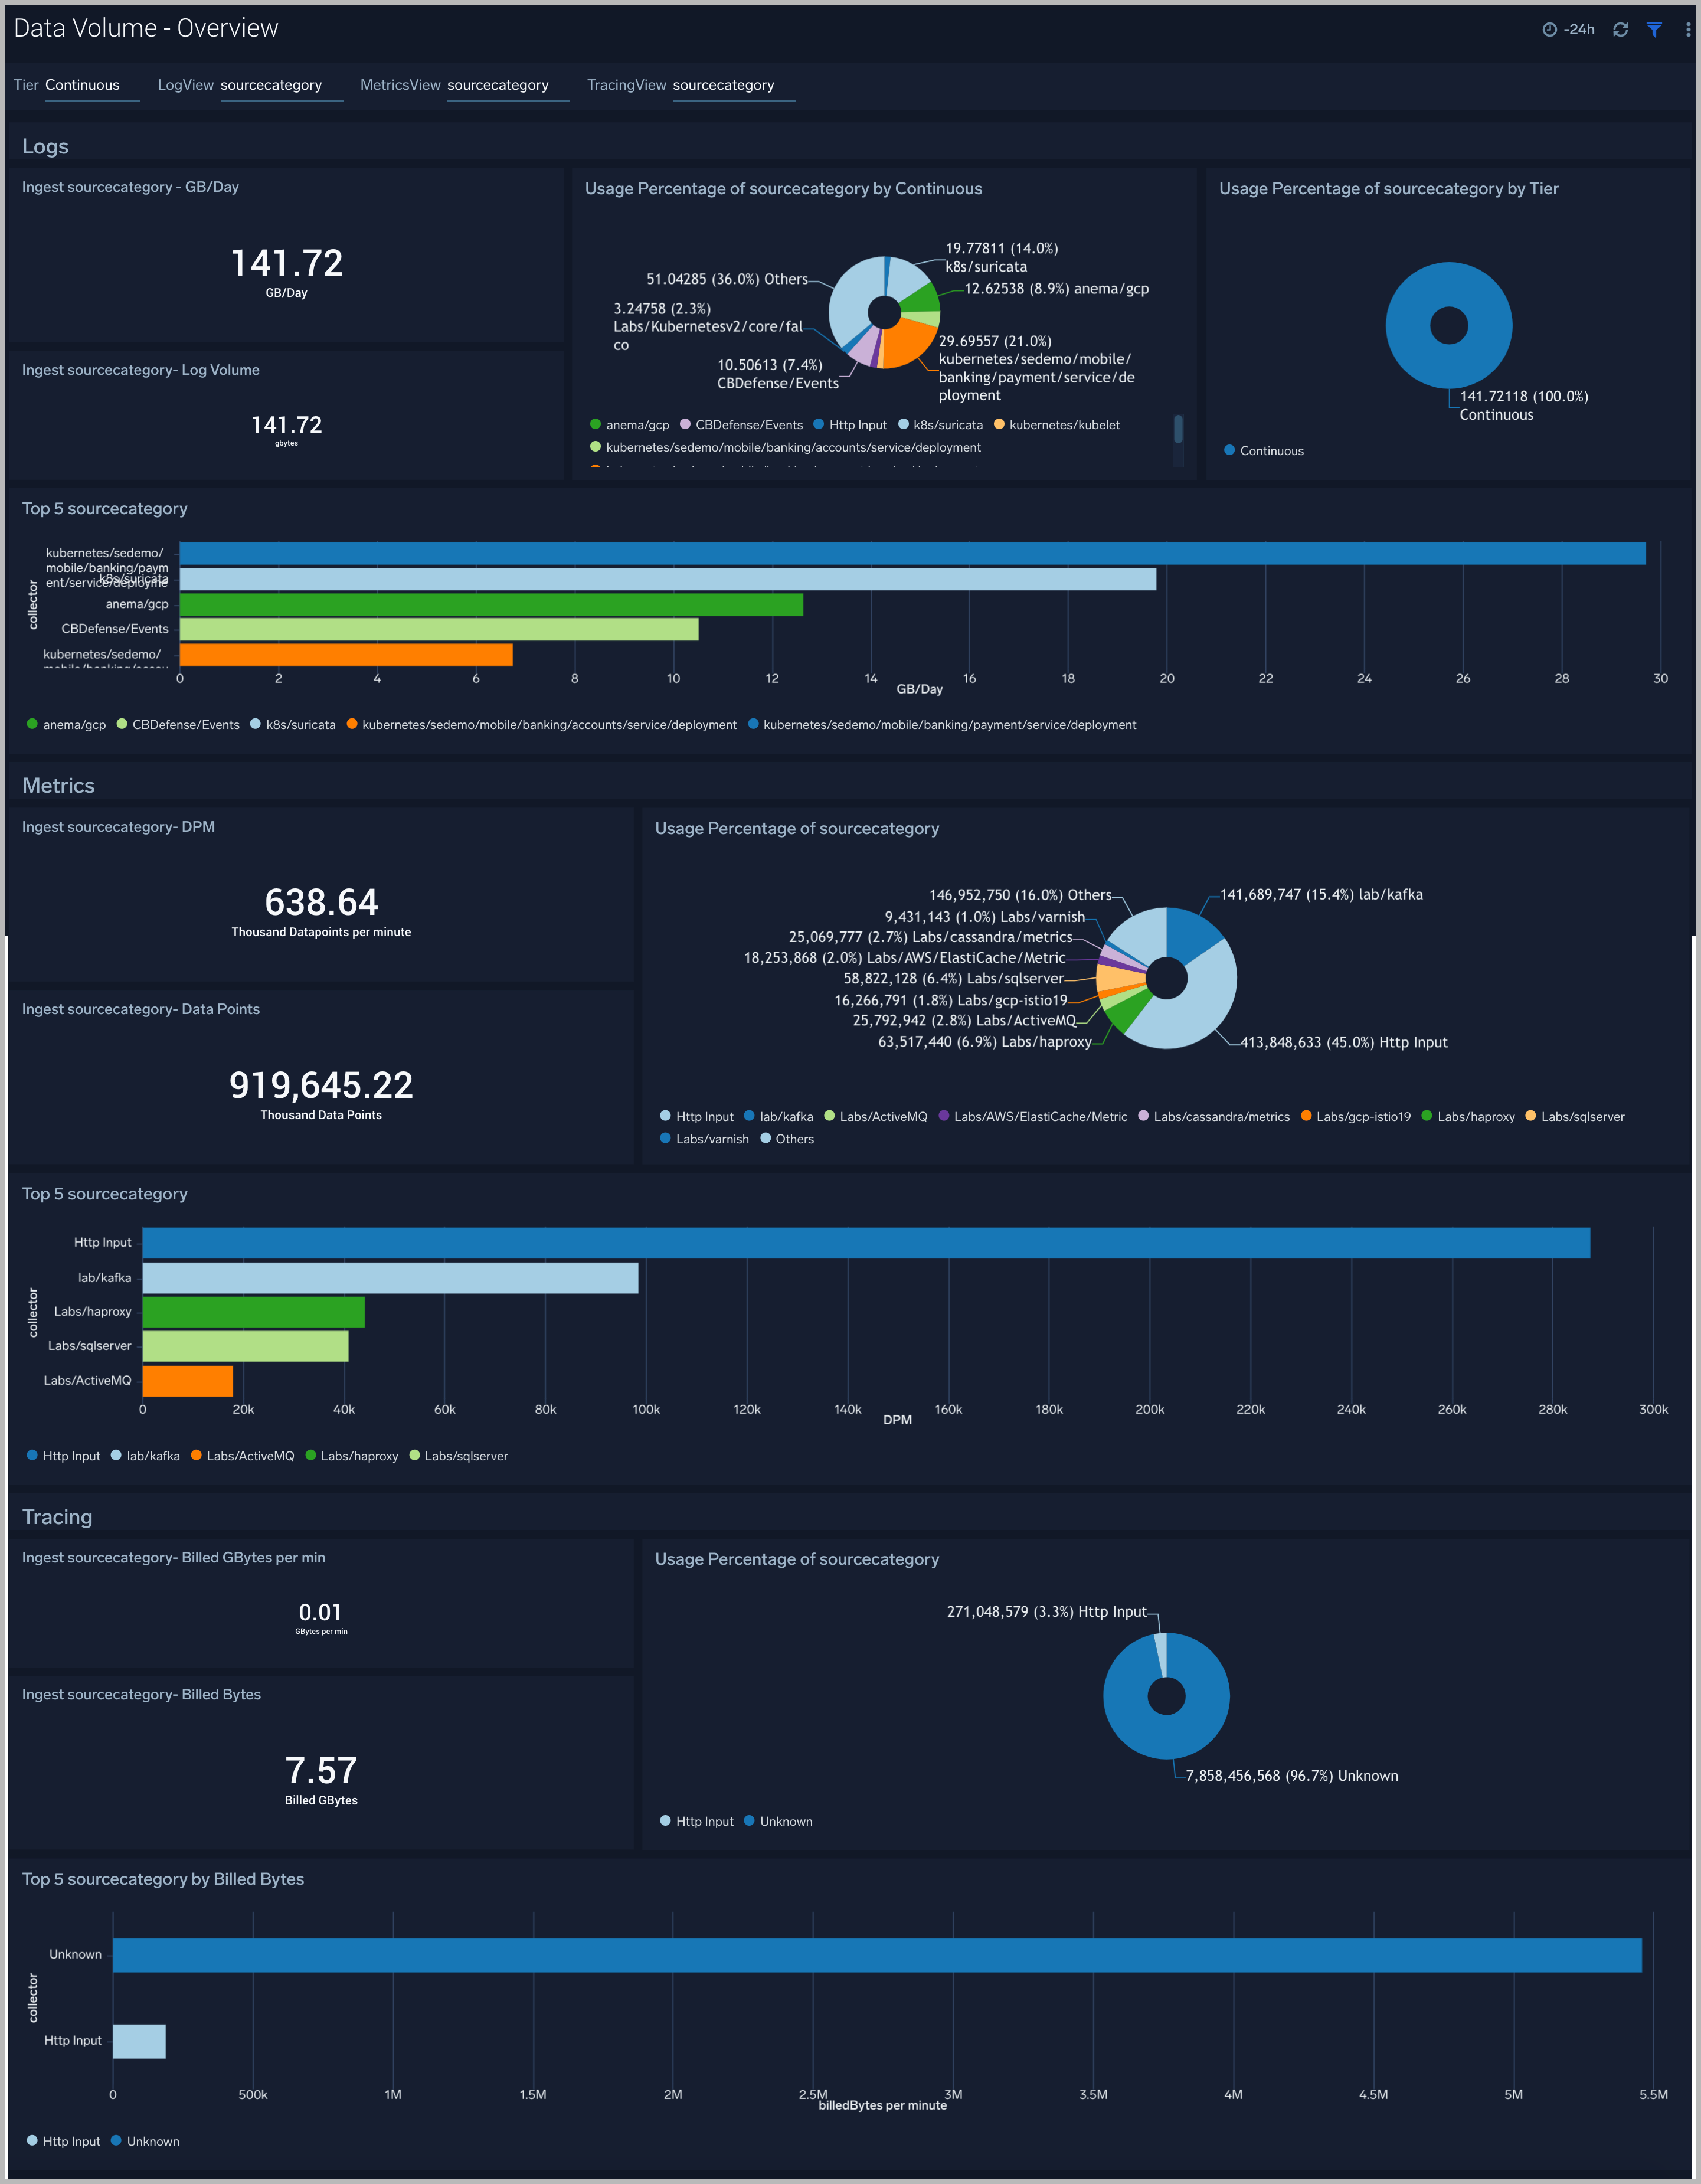 Data Volume - Overview
-24h
Tier Continuous LogView sourcecategory MetricsView sourcecategory TracingView sourcecategory
Logs
Ingest sourcecategory - GB/Day
141.72
GB/Day
Ingest sourcecategory- Log Volume
141.72
gbytes
Usage Percentage of sourcecategory by Continuous
19.77811 (14.0%)
k8s/suricata
12.62538 (8.9%) anema/gcp
29.69557 (21.0%)
kubernetes/sedemo/mobile/
banking/payment/service/de
ployment
51.04285 (36.0%) Others
3.24758 (2.3%)
Labs/Kubernetesv2/core/fal
co
10.50613 (7.4%)
CBDefense/Events
anema/gcp CBDefense/Events Http Input k8s/suricata kubernetes/kubelet
kubernetes/sedemo/mobile/banking/accounts/service/deployment
Usage Percentage of sourcecategory by Tier
141.72118 (100.0%)
Continuous
Continuous
Top 5 sourcecategory
collector
kubernetes/sedemo/
mobile/banking/paym
ent/service/deployme
k8s/suricata
anema/gcp
CBDefense/Events
kubernetes/sedemo/
0 2 4 6 8 10 12 14 16 18 20 22 24 26 28 30
GB/Day
anema/gcp CBDefense/Events k8s/suricata kubernetes/sedemo/mobile/banking/accounts/service/deployment kubernetes/sedemo/mobile/banking/payment/service/deployment
Metrics
Ingest sourcecategory- DPM
638.64
Thousand Datapoints per minute
Ingest sourcecategory- Data Points
919,645.22
Thousand Data Points
Usage Percentage of sourcecategory
146,952,750 (16.0%) Others
9,431,143 (1.0%) Labs/varnish
25,069,777 (2.7%) Labs/cassandra/metrics
18,253,868 (2.0%) Labs/AWS/ElastiCache/Metric
58,822,128 (6.4%) Labs/sqlserver
16,266,791 (1.8%) Labs/gcp-istio19
25,792,942 (2.8%) Labs/ActiveMQ
63,517,440 (6.9%) Labs/haproxy
141,689,747 (15.4%) lab/kafka
413,848,633 (45.0%) Http Input
Http Input lab/kafka Labs/ActiveMQ Labs/AWS/ElastiCache/Metric Labs/cassandra/metrics Labs/gcp-istio19 Labs/haproxy Labs/sqlserver
Labs/varnish Others
Top 5 sourcecategory
collector
Http Input
lab/kafka
Labs/haproxy
Labs/sqlserver
Labs/ActiveMQ
0 20k 40k 60k 80k 100k 120k 140k 160k 180k 200k 220k 240k 260k 280k 300k
DPM
Http Input lab/kafka Labs/ActiveMQ Labs/haproxy Labs/sqlserver
Tracing
Ingest sourcecategory- Billed GBytes per min
0.01
GBytes per min
Ingest sourcecategory- Billed Bytes
7.57
Billed GBytes
Usage Percentage of sourcecategory
271,048,579 (3.3%) Http Input
7,858,456,568 (96.7%) Unknown
Http Input Unknown
Top 5 sourcecategory by Billed Bytes
collector
Unknown
Http Input
0 500k 1M 1.5M 2M 2.5M 3M 3.5M 4M 4.5M 5M 5.5M
billedBytes per minute
Http Input Unknown